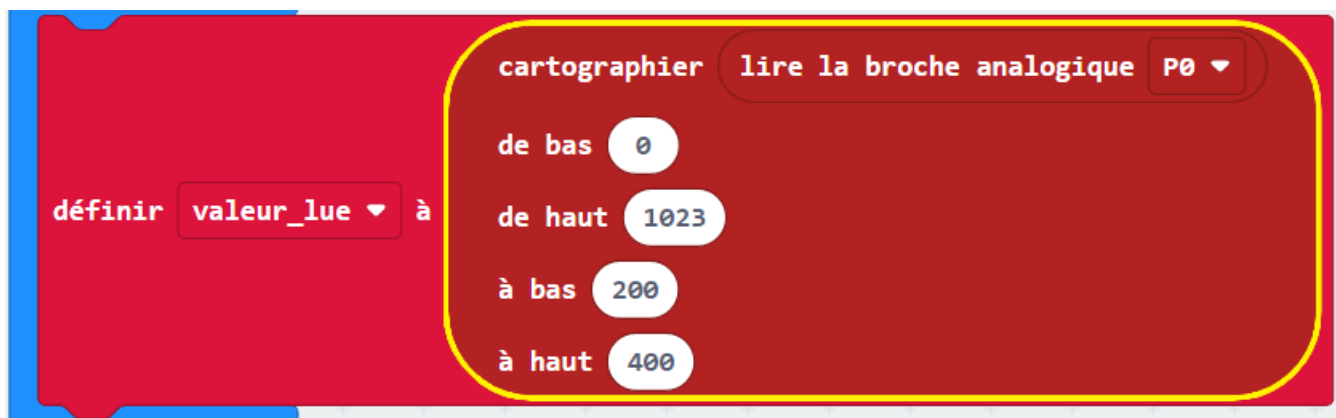 cartographier lire la broche analogique P0
de bas 0
définir valeur_lue à de haut 1023
à bas 200
à haut 400